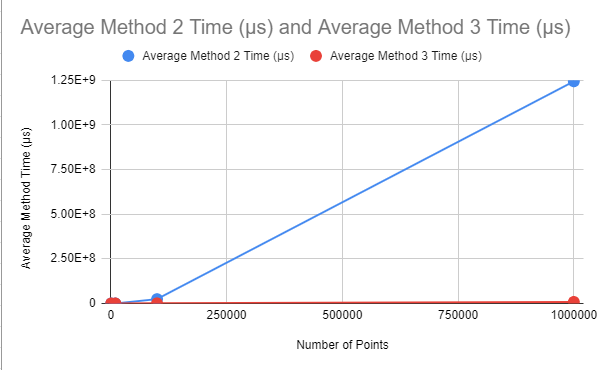 Average Method 2 Time (µs) and Average Method 3 Time (µs)
Average Method 2 Time (µs) Average Method 3 Time (µs)
1.25E+9
1.00E+9
7.50E+8
5.00E+8
2.50E+8
0
Average Method Time (µs)
0 250000 500000 750000 1000000
Number of Points